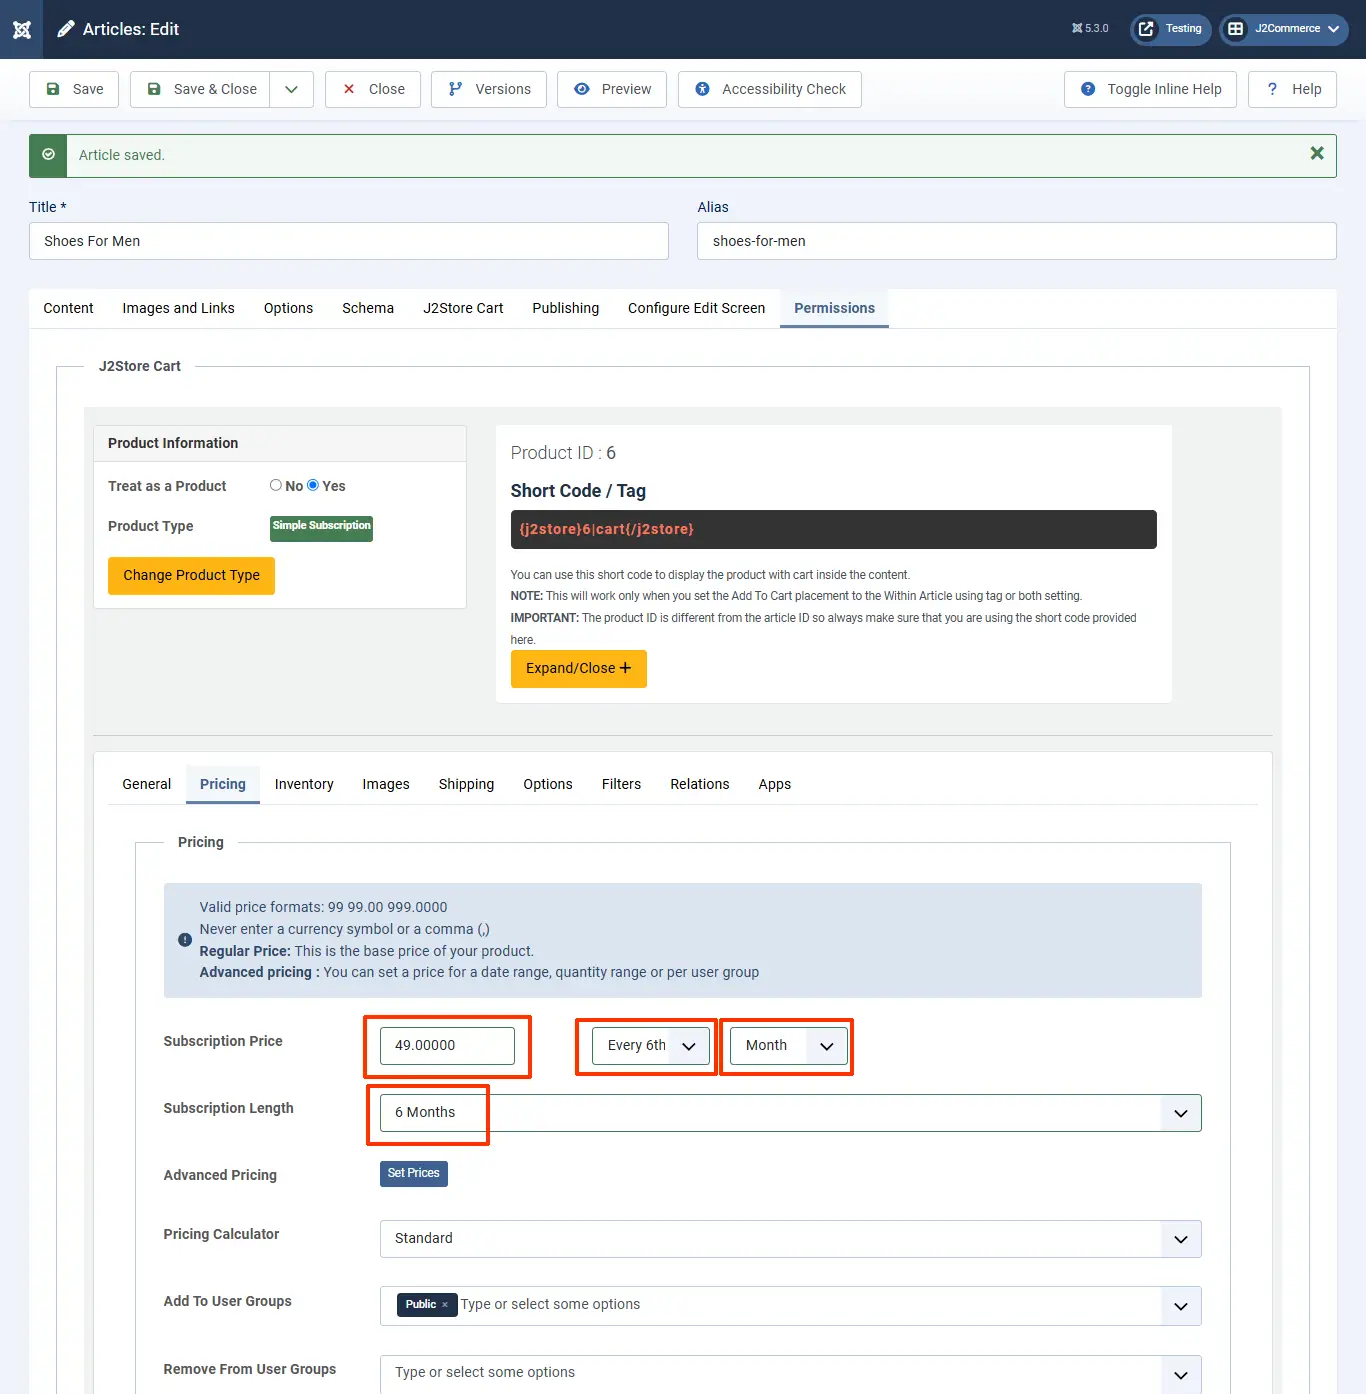 Articles: Edit
5.3.0
Testing
J2Commerce
Save
Save & Close
Close
Versions
Preview
Accessibility Check
Toggle Inline Help
? Help
Article saved.
Title *
Alias
Shoes For Men
shoes-for-men
Content
Images and Links
Options
Schema
J2Store Cart
Publishing
Configure Edit Screen
Permissions
J2Store Cart
Product Information
Treat as a Product
No
Yes
Product Type
Simple Subscription
Change Product Type
Product ID : 6
Short Code / Tag
{j2store}6|cart{/j2store}
You can use this short code to display the product with cart inside the content.
NOTE: This will work only when you set the Add To Cart placement to the Within Article using tag or both setting.
IMPORTANT: The product ID is different from the article ID so always make sure that you are using the short code provided
here.
Expand/Close +
General
Pricing
Inventory
Images
Shipping
Options
Filters
Relations
Apps
Pricing
Valid price formats: 99 99.00 999.0000
Never enter a currency symbol or a comma (,)
Regular Price: This is the base price of your product.
Advanced pricing : You can set a price for a date range, quantity range or per user group
Subscription Price
49.00000
Every 6th
Month
Subscription Length
6 Months
Advanced Pricing
Set Prices
Pricing Calculator
Standard
Add To User Groups
Public ×
Type or select some options
Remove From User Groups
Type or select some options